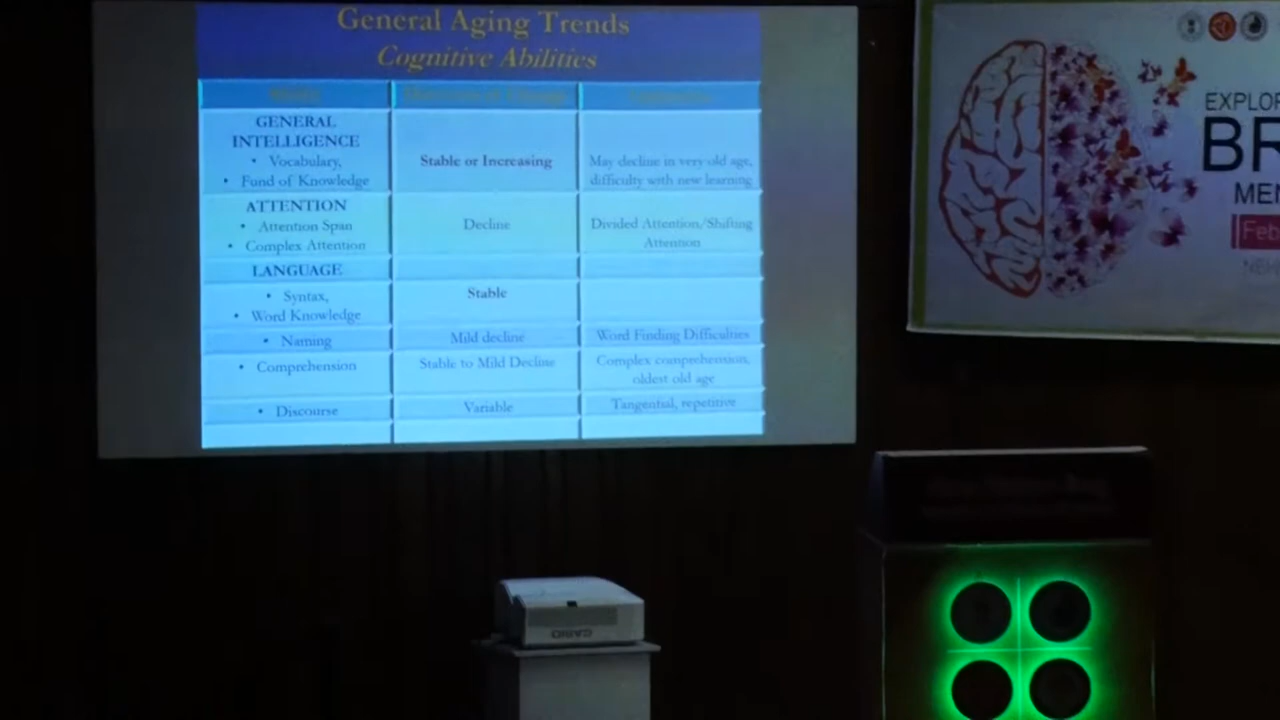 General Aging Trends
Cognitive Abilities
GENERAL
INTELLIGENCE
• Vocabulary,
• Fund of Knowledge
Stable or Increasing
May decline in very old age,
difficulty with new learning
ATTENTION
• Attention Span
• Complex Attention
Decline
Divided Attention/Shifting
Attention
LANGUAGE
• Syntax,
• Word Knowledge
Stable
• Naming
Mild decline
Word Finding Difficulties
• Comprehension
Stable to Mild Decline
Complex comprehension,
oldest old age
• Discourse
Variable
Tangential, repetitive
EXPLOR
BR
MEI
Feb
CASIO